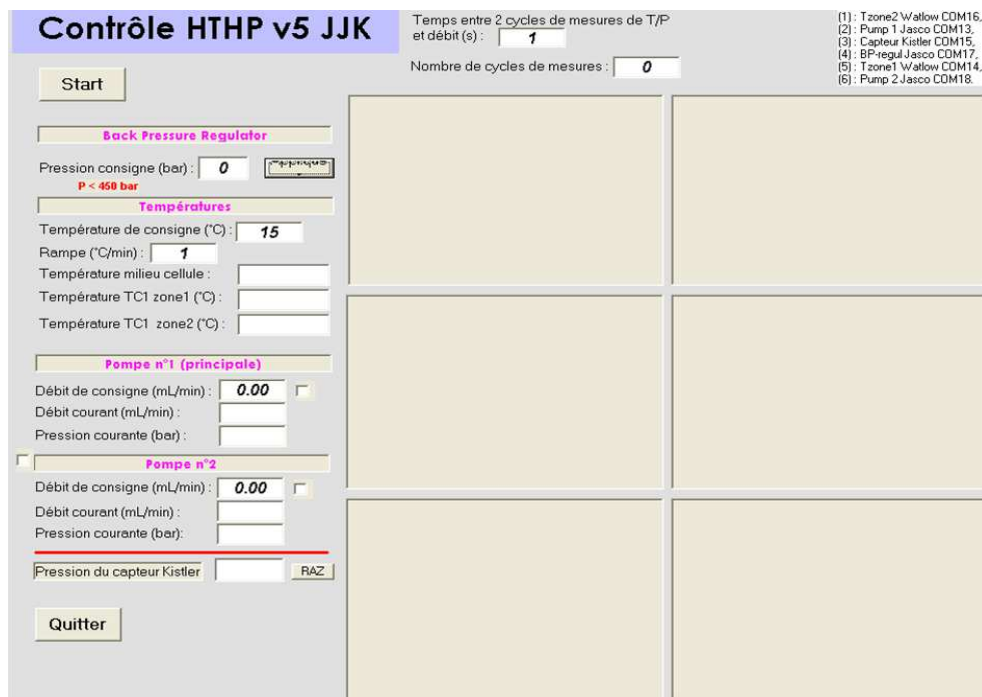 Contrôle HTHP v5 JJK
Temps entre 2 cycles de mesures de T/P
et débit (s) : 1
Nombre de cycles de mesures : 0
(1) : Tzone2 Watlow COM16,
(2) : Pump 1 Jasco COM13,
(3) : Capteur Kistler COM15,
(4) : BP-regul Jasco COM17,
(5) : Tzone1 Watlow COM14,
(6) : Pump 2 Jasco COM18.
Start
Back Pressure Regulator
Pression consigne (bar) : 0
P < 450 bar
Températures
Température de consigne (°C) : 15
Rampe (°C/min) : 1
Température milieu cellule :
Température TC1 zone1 (°C) :
Température TC1 zone2 (°C) :
Pompe n°1 (principale)
Débit de consigne (mL/min) : 0.00
Débit courant (mL/min) :
Pression courante (bar) :
Pompe n°2
Débit de consigne (mL/min) : 0.00
Débit courant (mL/min) :
Pression courante (bar):
Pression du capteur Kistler RAZ
Quitter